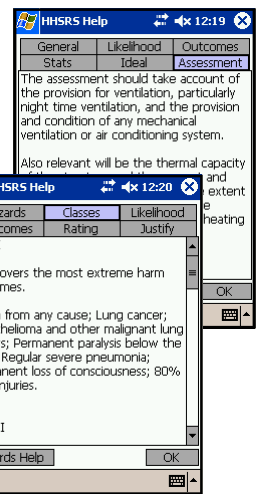 HHSRS Help 12:19
General Likelihood Outcomes
Stats Ideal Assessment
The assessment should take account of
the provision for ventilation, particularly
night time ventilation, and the provision
and condition of any mechanical
ventilation or air conditioning system.
Also relevant will be the thermal capacity
and
extent
heating
OK
HSRS Help 12:20
zards Classes Likelihood
comes Rating Justify
I
overs the most extreme harm
mes.
from any cause; Lung cancer;
thelioma and other malignant lung
s; Permanent paralysis below the
Regular severe pneumonia;
nent loss of consciousness; 80%
njuries.
I
rds Help OK